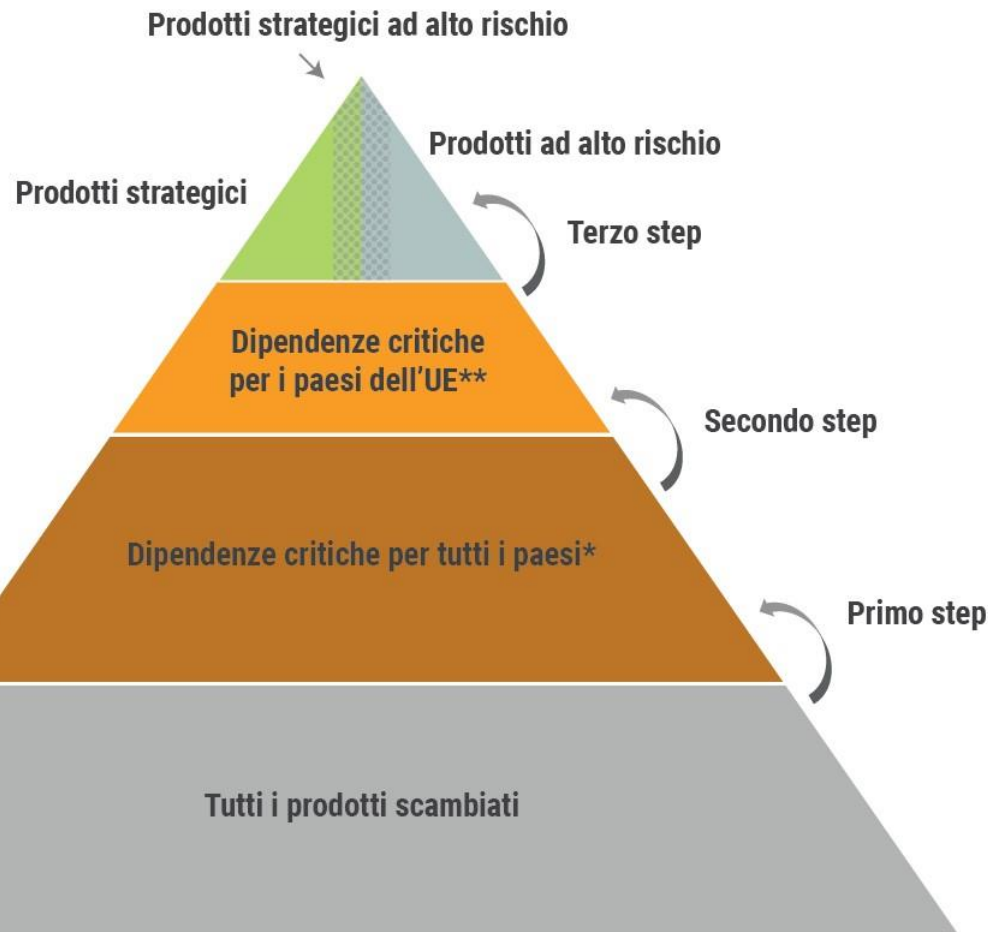 Prodotti strategici ad alto rischio
Prodotti ad alto rischio
Prodotti strategici
Terzo step
Dipendenze critiche
per i paesi dell'UE**
Secondo step
Dipendenze critiche per tutti i paesi*
Primo step
Tutti i prodotti scambiati